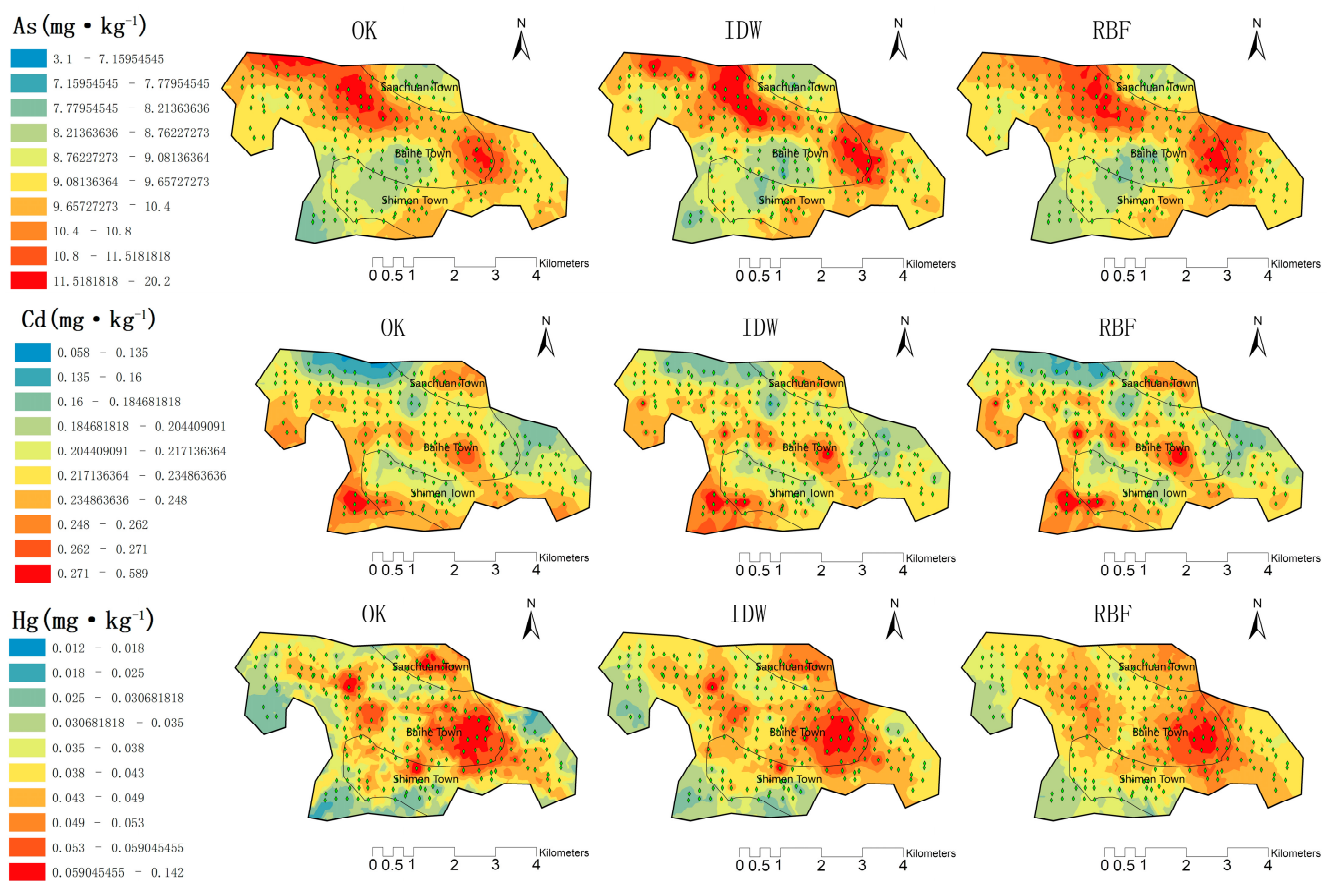 As(mg·kg⁻¹)
OK
IDW
RBF
N
N
N
3.1 – 7.15954545
7.15954545 – 7.77954545
7.77954545 – 8.21363636
8.21363636 – 8.76227273
8.76227273 – 9.08136364
9.08136364 – 9.65727273
9.65727273 – 10.4
10.4 – 10.8
10.8 – 11.5181818
11.5181818 – 20.2
Sanchuan Town
Baihe Town
Shimen Town
Sanchuan Town
Baihe Town
Shimen Town
Sanchuan Town
Baihe Town
Shimen Town
0 0.5 1 2 3 4 Kilometers
0 0.5 1 2 3 4 Kilometers
0 0.5 1 2 3 4 Kilometers
Cd(mg·kg⁻¹)
OK
IDW
RBF
N
N
N
0.058 – 0.135
0.135 – 0.16
0.16 – 0.184681818
0.184681818 – 0.204409091
0.204409091 – 0.217136364
0.217136364 – 0.234863636
0.234863636 – 0.248
0.248 – 0.262
0.262 – 0.271
0.271 – 0.589
Sanchuan Town
Baihe Town
Shimen Town
Sanchuan Town
Baihe Town
Shimen Town
Sanchuan Town
Baihe Town
Shimen Town
0 0.5 1 2 3 4 Kilometers
0 0.5 1 2 3 4 Kilometers
0 0.5 1 2 3 4 Kilometers
Hg(mg·kg⁻¹)
OK
IDW
RBF
N
N
N
0.012 – 0.018
0.018 – 0.025
0.025 – 0.030681818
0.030681818 – 0.035
0.035 – 0.038
0.038 – 0.043
0.043 – 0.049
0.049 – 0.053
0.053 – 0.059045455
0.059045455 – 0.142
Sanchuan Town
Baihe Town
Shimen Town
Sanchuan Town
Baihe Town
Shimen Town
Sanchuan Town
Baihe Town
Shimen Town
0 0.5 1 2 3 4 Kilometers
0 0.5 1 2 3 4 Kilometers
0 0.5 1 2 3 4 Kilometers